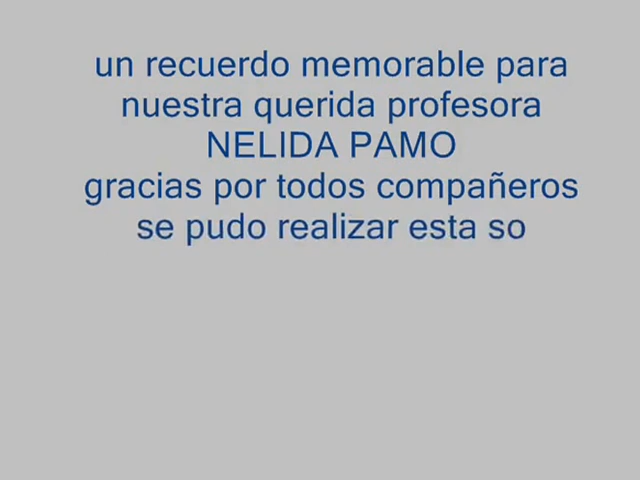 un recuerdo memorable para
nuestra querida profesora
NELIDA PAMO
gracias por todos compañeros
se pudo realizar esta so